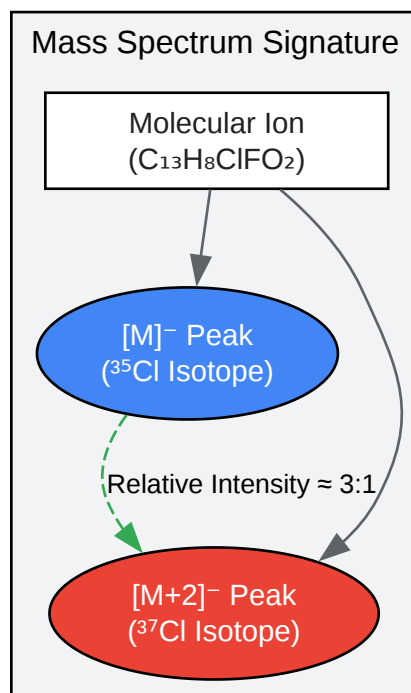 Mass Spectrum Signature
Molecular Ion
(C₁₃H₈ClFO₂)
[M]⁻ Peak
(³⁵Cl Isotope)
Relative Intensity ≈ 3:1
[M+2]⁻ Peak
(³⁷Cl Isotope)